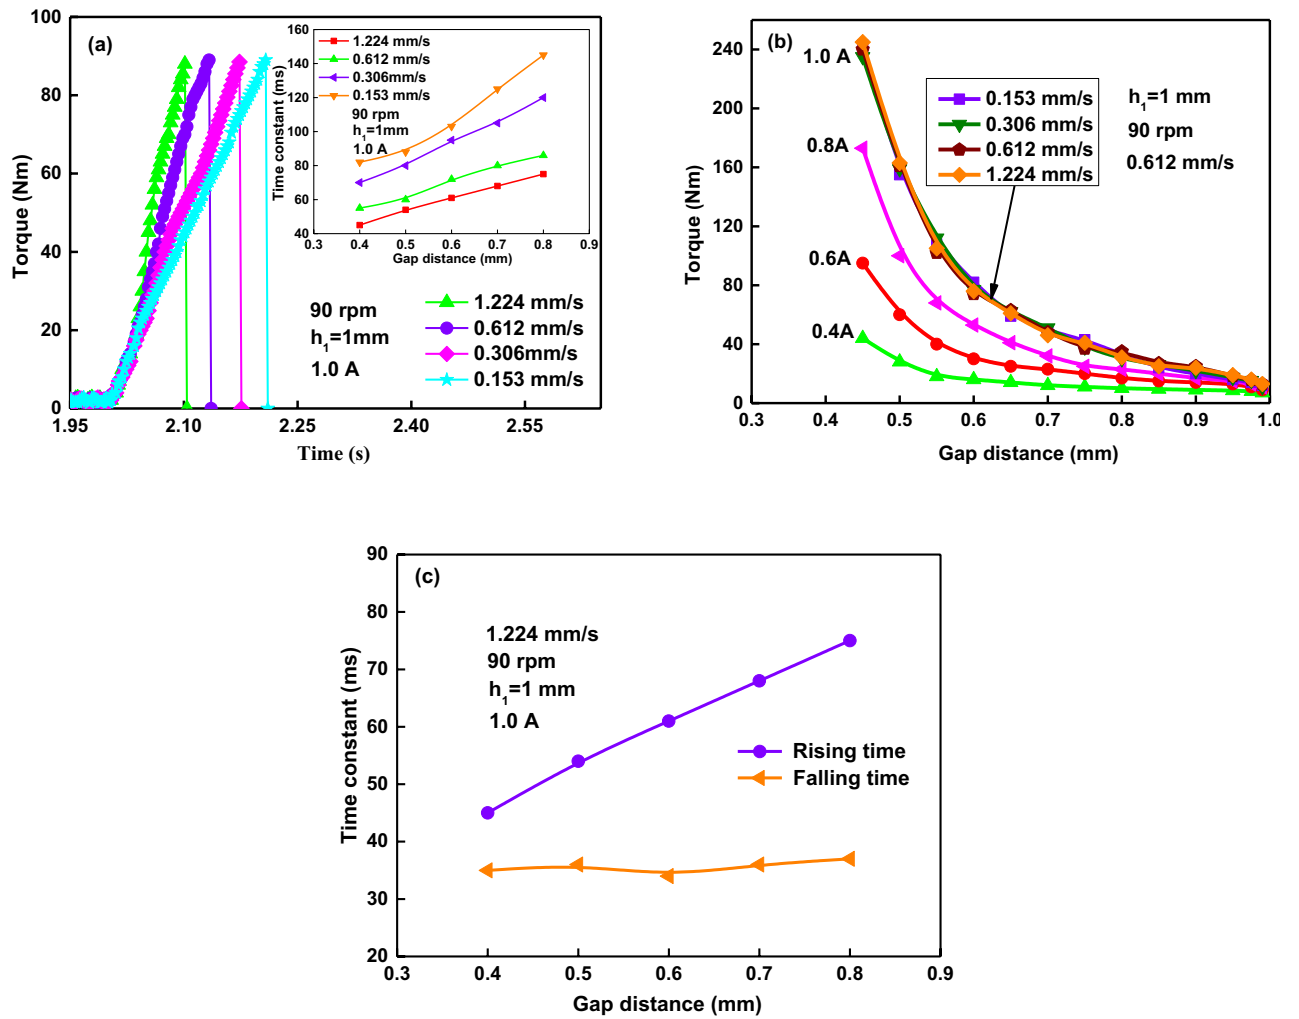 (a)
Torque (Nm)
100
80
60
40
20
0
1.95
2.10
2.25
2.40
2.55
Time (s)
90 rpm
h1=1mm
1.0 A
1.224 mm/s
0.612 mm/s
0.306mm/s
0.153 mm/s
Time constant (ms)
160
140
120
100
80
60
40
0.3
0.4
0.5
0.6
0.7
0.8
0.9
Gap distance (mm)
1.224 mm/s
0.612 mm/s
0.306mm/s
0.153 mm/s
90 rpm
h1=1mm
1.0 A
(b)
Torque (Nm)
240
200
160
120
80
40
0
0.3
0.4
0.5
0.6
0.7
0.8
0.9
1.0
Gap distance (mm)
1.0 A
0.8A
0.6A
0.4A
0.153 mm/s
0.306 mm/s
0.612 mm/s
1.224 mm/s
h1=1 mm
90 rpm
0.612 mm/s
(c)
Time constant (ms)
90
80
70
60
50
40
30
20
0.3
0.4
0.5
0.6
0.7
0.8
0.9
Gap distance (mm)
1.224 mm/s
90 rpm
h1=1 mm
1.0 A
Rising time
Falling time